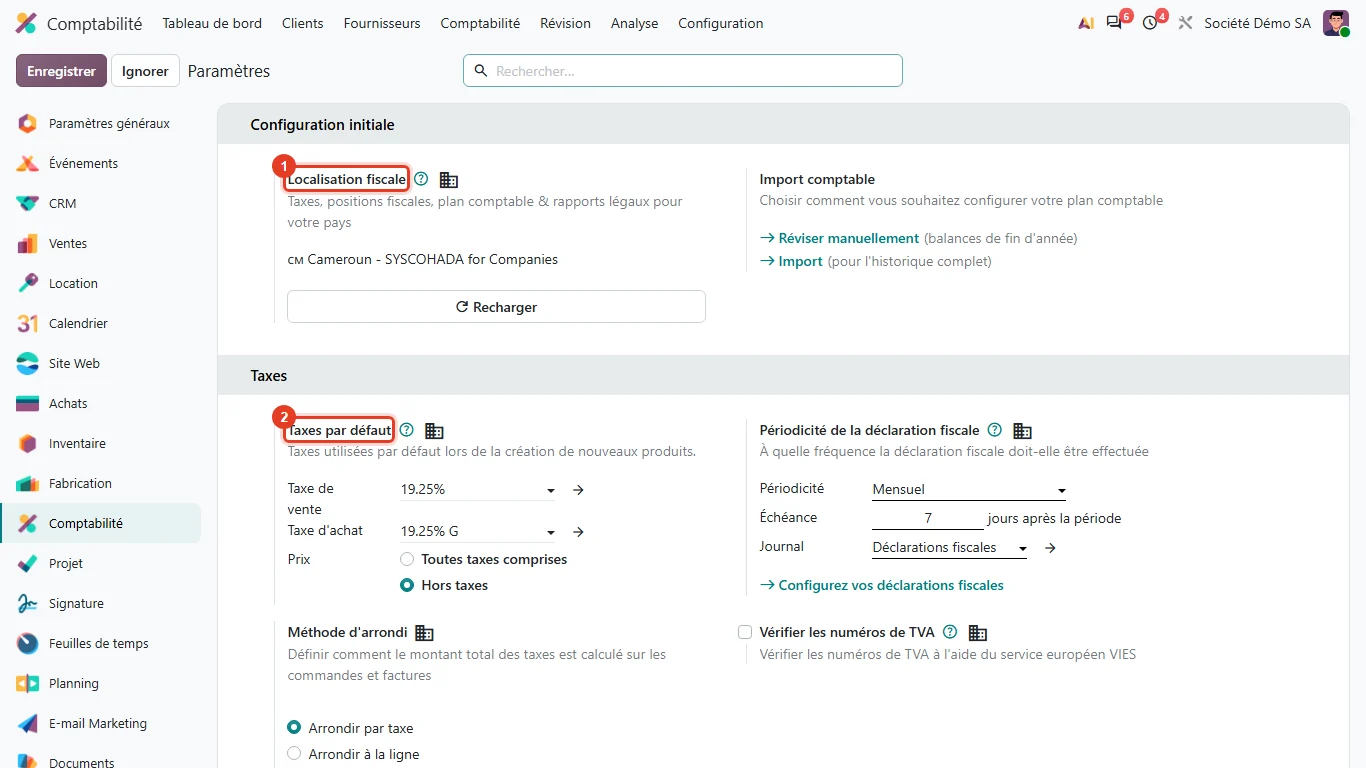 Comptabilité Tableau de bord Clients Fournisseurs Comptabilité Révision Analyse Configuration AI 6 4 Société Démo SA
Enregistrer Ignorer Paramètres Rechercher...
Paramètres généraux
Événements
CRM
Ventes
Location
31 Calendrier
Site Web
Achats
Inventaire
Fabrication
Comptabilité
Projet
Signature
Feuilles de temps
Planning
E-mail Marketing
Documents
Configuration initiale
1
Localisation fiscale ?
Taxes, positions fiscales, plan comptable & rapports légaux pour
votre pays
CM Cameroun - SYSCOHADA for Companies
Recharger
Import comptable
Choisir comment vous souhaitez configurer votre plan comptable
→ Réviser manuellement (balances de fin d'année)
→ Import (pour l'historique complet)
Taxes
2
Taxes par défaut ?
Taxes utilisées par défaut lors de la création de nouveaux produits.
Taxe de
vente
19.25% →
Taxe d'achat 19.25% G →
Prix Toutes taxes comprises
Hors taxes
Périodicité de la déclaration fiscale ?
À quelle fréquence la déclaration fiscale doit-elle être effectuée
Périodicité Mensuel
Échéance 7 jours après la période
Journal Déclarations fiscales →
→ Configurez vos déclarations fiscales
Méthode d'arrondi
Définir comment le montant total des taxes est calculé sur les
commandes et factures
Arrondir par taxe
Arrondir à la ligne
Vérifier les numéros de TVA ?
Vérifier les numéros de TVA à l'aide du service européen VIES